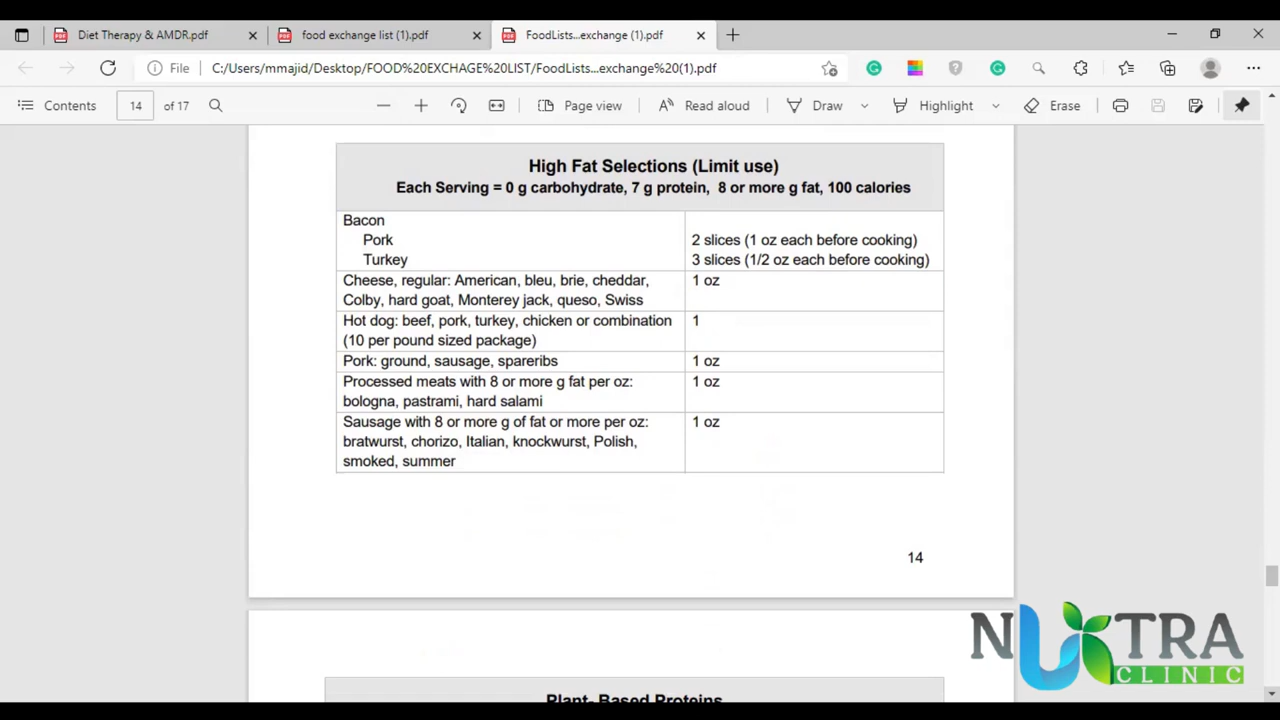 Diet Therapy & AMDR.pdf
food exchange list (1).pdf
FoodLists...exchange (1).pdf
File
C:/Users/mmajid/Desktop/FOOD%20EXCHAGE%20LIST/FoodLists...exchange%20(1).pdf
Contents
14
of 17
Page view
Read aloud
Draw
Highlight
Erase
High Fat Selections (Limit use)
Each Serving = 0 g carbohydrate, 7 g protein, 8 or more g fat, 100 calories
Bacon
Pork
2 slices (1 oz each before cooking)
Turkey
3 slices (1/2 oz each before cooking)
Cheese, regular: American, bleu, brie, cheddar,
Colby, hard goat, Monterey jack, queso, Swiss
1 oz
Hot dog: beef, pork, turkey, chicken or combination
(10 per pound sized package)
1
Pork: ground, sausage, spareribs
1 oz
Processed meats with 8 or more g fat per oz:
bologna, pastrami, hard salami
1 oz
Sausage with 8 or more g of fat or more per oz:
bratwurst, chorizo, Italian, knockwurst, Polish,
smoked, summer
1 oz
14
Plant- Based Proteins
NUTRA
CLINIC